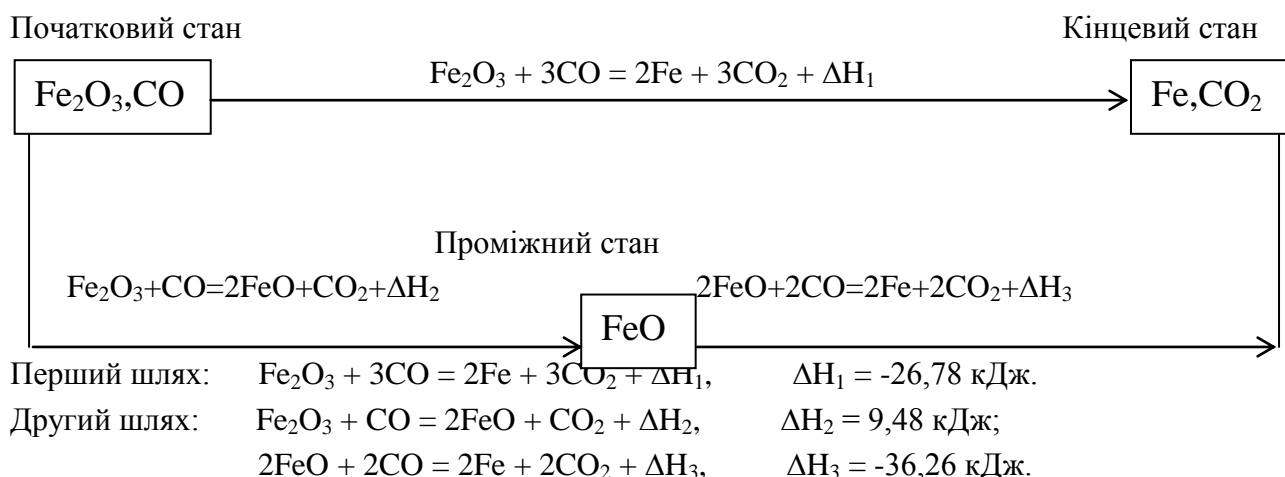 Початковий стан Кінцевий стан
Fe₂O₃ + 3CO = 2Fe + 3CO₂ + ΔH₁
Fe₂O₃,CO Fe,CO₂
Проміжний стан
Fe₂O₃+CO=2FeO+CO₂+ΔH₂ 2FeO+2CO=2Fe+2CO₂+ΔH₃
FeO
Перший шлях: Fe₂O₃ + 3CO = 2Fe + 3CO₂ + ΔH₁, ΔH₁ = -26,78 кДж.
Другий шлях: Fe₂O₃ + CO = 2FeO + CO₂ + ΔH₂, ΔH₂ = 9,48 кДж;
2FeO + 2CO = 2Fe + 2CO₂ + ΔH₃, ΔH₃ = -36,26 кДж.